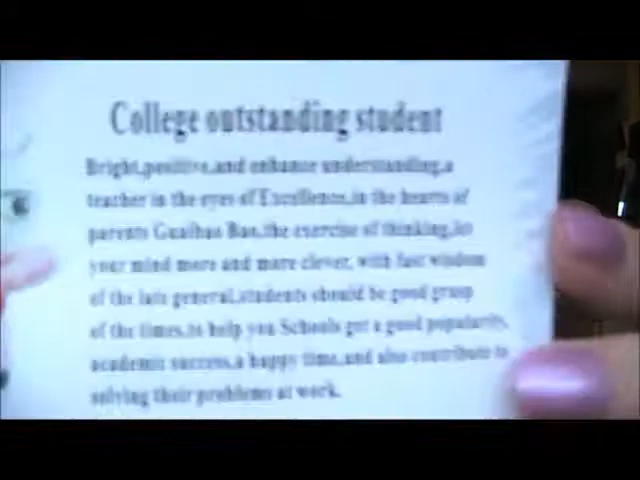 College outstanding student
Bright,positive,and enhance understanding,a
teacher in the eyes of Excellence,in the hearts of
parents Guaibao Bao,the exercise of thinking,let
your mind more and more clever, with fast wisdom
of the late general,students should be good grasp
of the times,to help you Schools get a good popularity,
academic success,a happy time,and also contribute to
solving their problems at work.